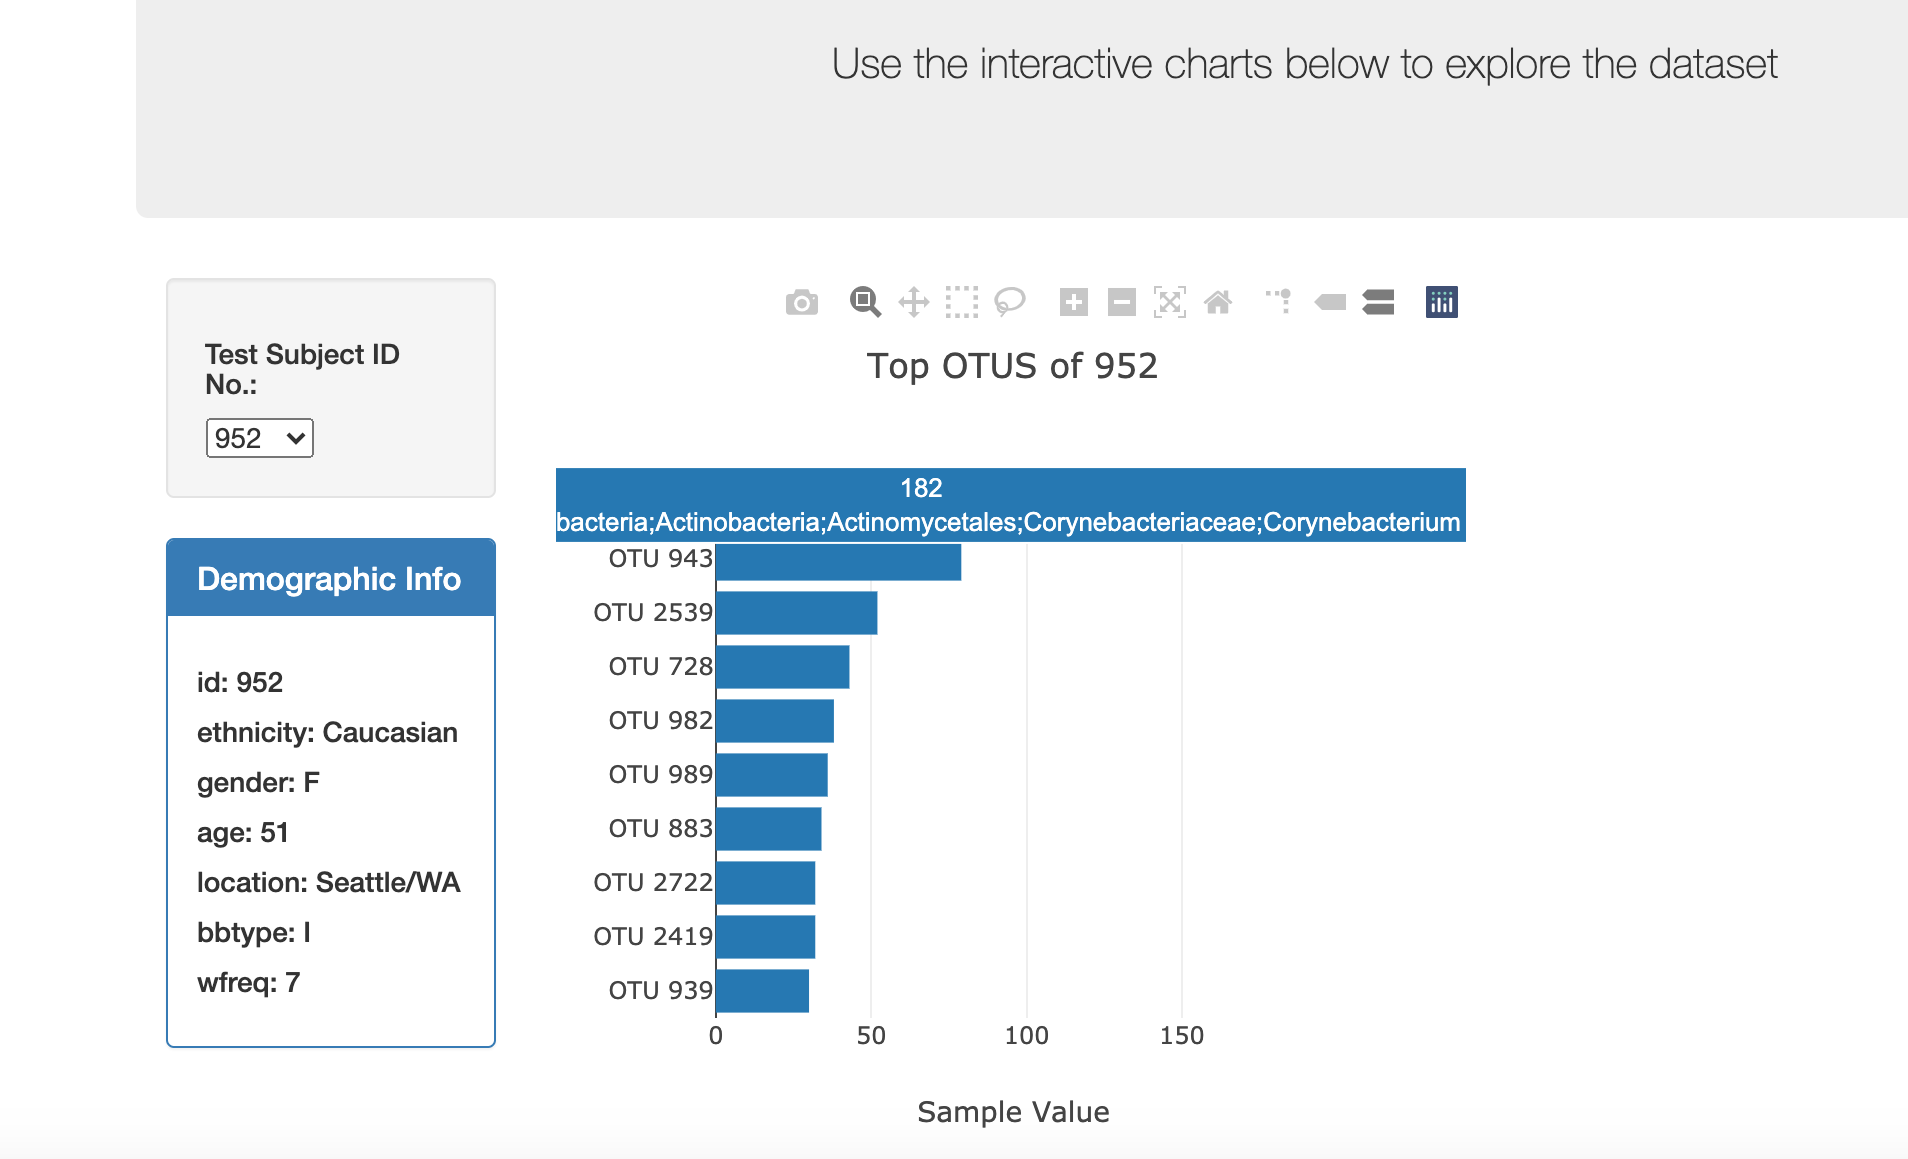 Use the interactive charts below to explore the dataset
Test Subject ID
No.:
952
Demographic Info
id: 952
ethnicity: Caucasian
gender: F
age: 51
location: Seattle/WA
bbtype: I
wfreq: 7
Top OTUS of 952
182
bacteria;Actinobacteria;Actinomycetales;Corynebacteriaceae;Corynebacterium
OTU 943
OTU 2539
OTU 728
OTU 982
OTU 989
OTU 883
OTU 2722
OTU 2419
OTU 939
0 50 100 150
Sample Value